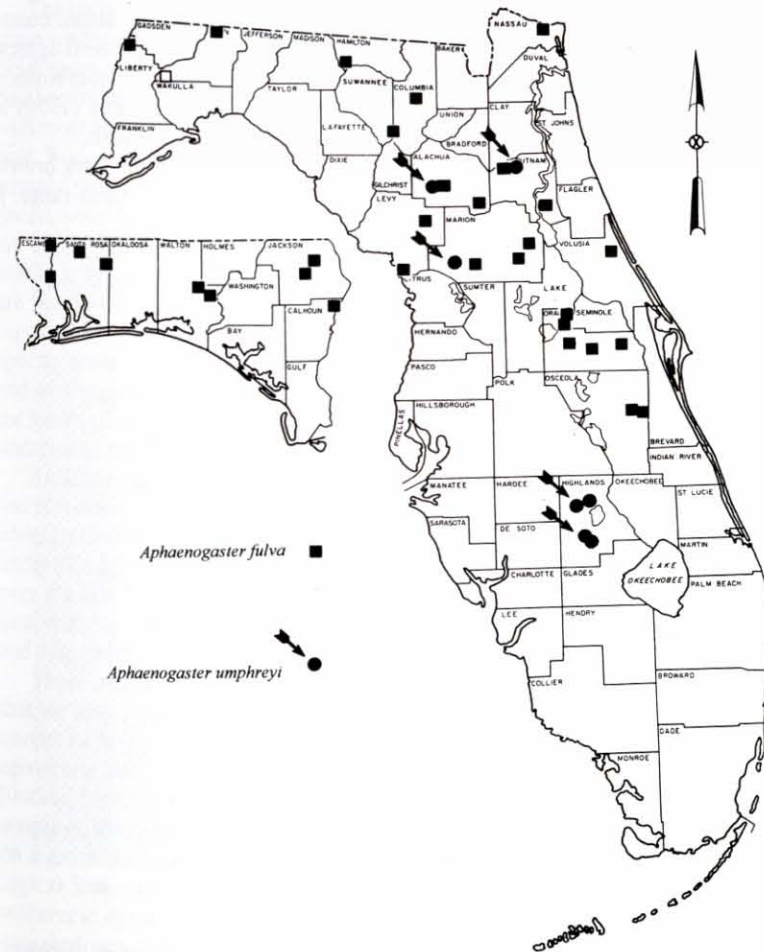 NASSAU
GADSDEN
JEFFERSON
MADISON
HAMILTON
BAKER
DUVAL
LIBERTY
WAKULLA
TAYLOR
SUWANNEE
COLUMBIA
UNION
CLAY
ST JOHNS
FRANKLIN
LAFAYETTE
BRADFORD
DIXIE
ALACHUA
PUTNAM
GILCHRIST
FLAGLER
LEVY
MARION
VOLUSIA
ESCAMB
SANTA ROSA
OKALOOSA
WALTON
HOLMES
JACKSON
WASHINGTON
CITRUS
SUMTER
LAKE
CALHOUN
ORA
SEMINOLE
BAY
HERNANDO
GULF
PASCO
OSCEOLA
POLK
HILLSBOROUGH
PINELLAS
BREVARD
INDIAN RIVER
MANATEE
HARDEE
HIGHLANDS
OKEECHOBEE
ST LUCIE
SARASOTA
DE SOTO
Aphaenogaster fulva
MARTIN
CHARLOTTE
GLADES
LAKE
OKEECHOBEE
PALM BEACH
LEE
HENDRY
Aphaenogaster umphreyi
COLLIER
BROWARD
DADE
MONROE